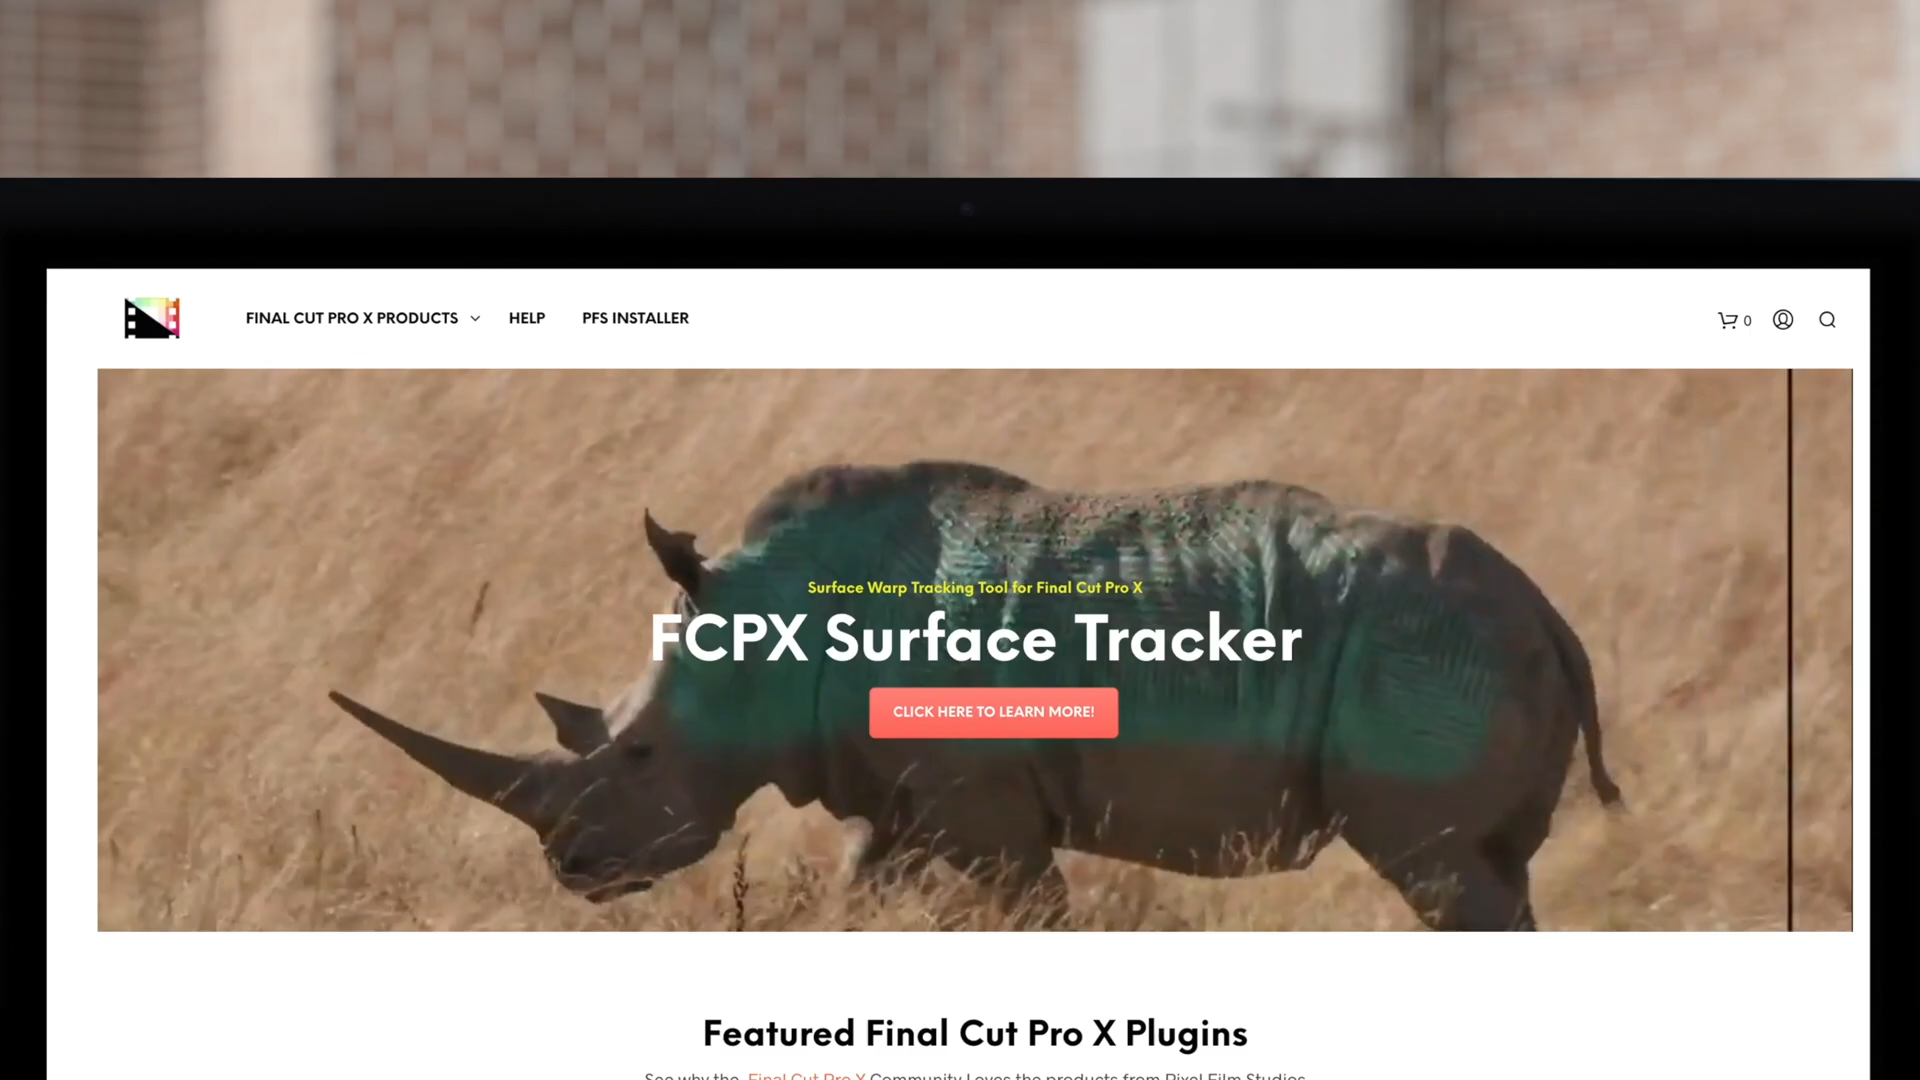 FINAL CUT PRO X PRODUCTS HELP PFS INSTALLER 0
Surface Warp Tracking Tool for Final Cut Pro X
FCPX Surface Tracker
CLICK HERE TO LEARN MORE!
Featured Final Cut Pro X Plugins
See why the Final Cut Pro X Community Loves the products from Pixel Film Studios